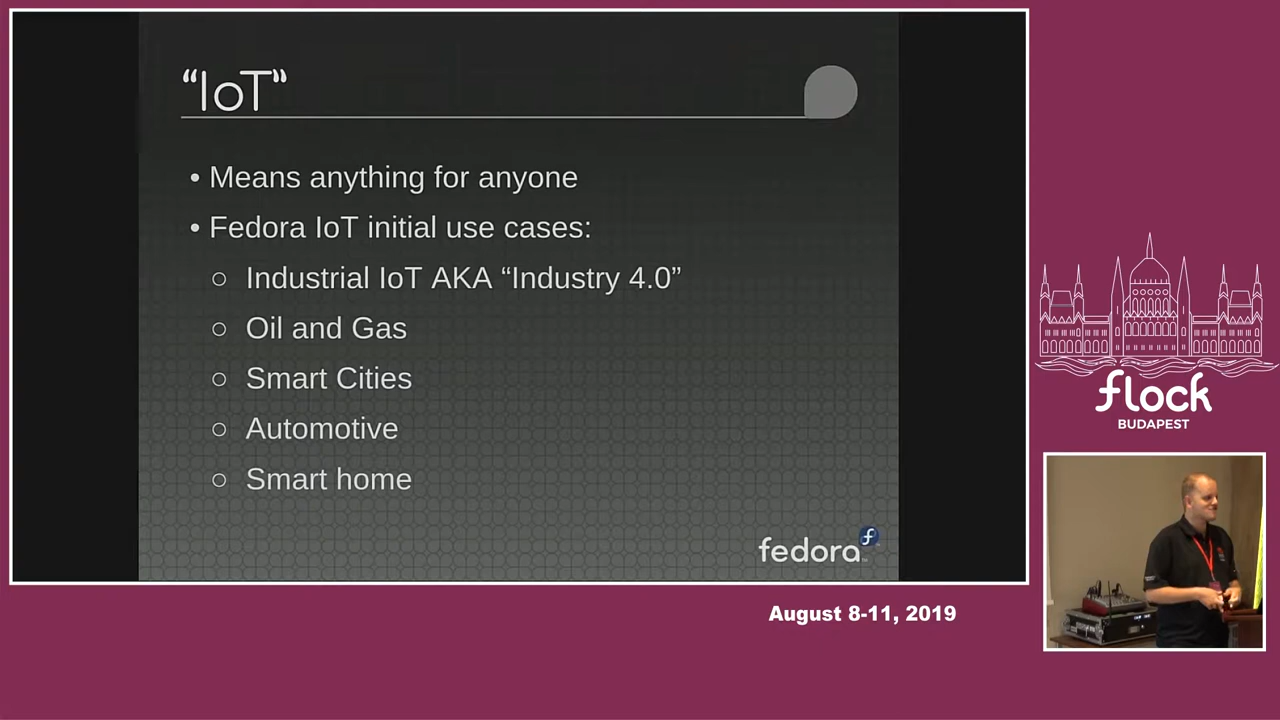 “IoT”
• Means anything for anyone
• Fedora IoT initial use cases:
○ Industrial IoT AKA “Industry 4.0”
○ Oil and Gas
○ Smart Cities
○ Automotive
○ Smart home
fedora
flock
BUDAPEST
August 8-11, 2019